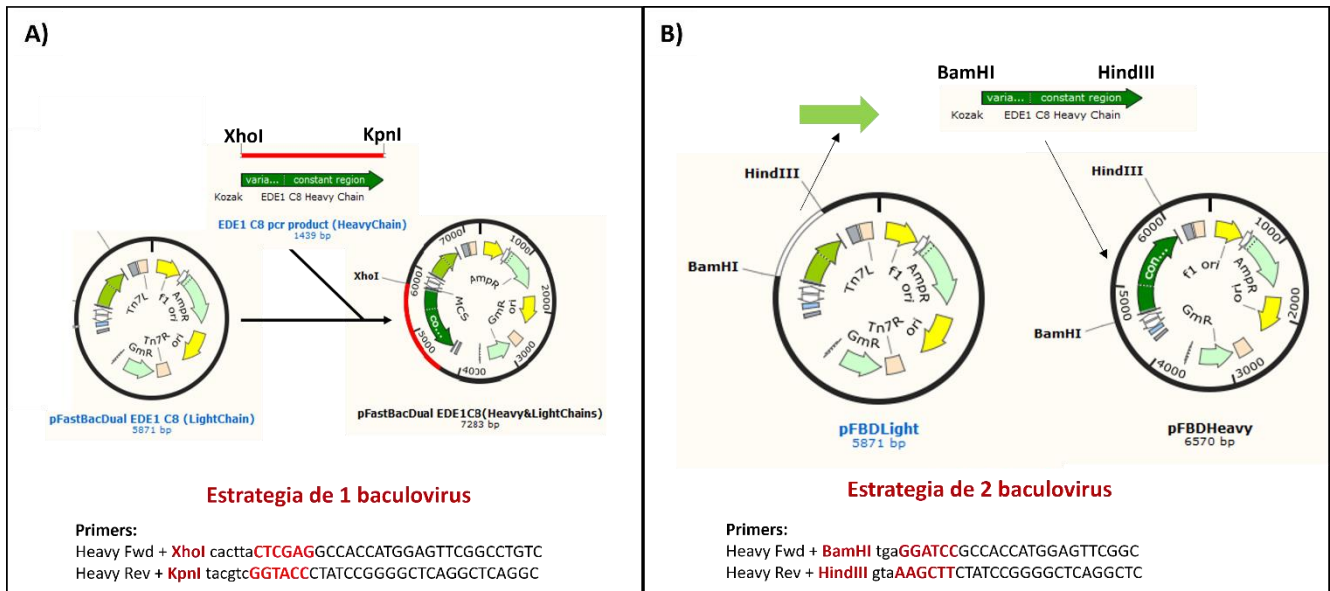 A)
XhoI KpnI
varia... constant region
Kozak EDE1 C8 Heavy Chain
EDE1 C8 pcr product (HeavyChain)
1439 bp
Tn7L
f1 ori
AmpR
ori
Tn7R
GmR
pFastBacDual EDE1 C8 (LightChain)
5871 bp
XhoI
7000
1000
2000
3000
4000
5000
6000
AmpR
ori
GmR
MCS
co...
pFastBacDual EDE1C8(Heavy&LightChains)
7283 bp
Estrategia de 1 baculovirus
Primers:
Heavy Fwd + XhoI cacttaCTCGAGGCCACCATGGAGTTCGGCCTGTC
Heavy Rev + KpnI tacgtcGGTACCCTATCCGGGGCTCAGGCTCAGGC
B)
BamHI HindIII
varia... constant region
Kozak EDE1 C8 Heavy Chain
HindIII
BamHI
Tn7L
f1 ori
AmpR
ori
Tn7R
GmR
pFBDLight
5871 bp
HindIII
BamHI
6000
1000
2000
3000
4000
5000
con...
f1 ori
AmpR
ori
GmR
pFBDHeavy
6570 bp
Estrategia de 2 baculovirus
Primers:
Heavy Fwd + BamHI tgaGGATCCGCCACCATGGAGTTCGGC
Heavy Rev + HindIII gtaAAGCTTCTATCCGGGGCTCAGGCTC